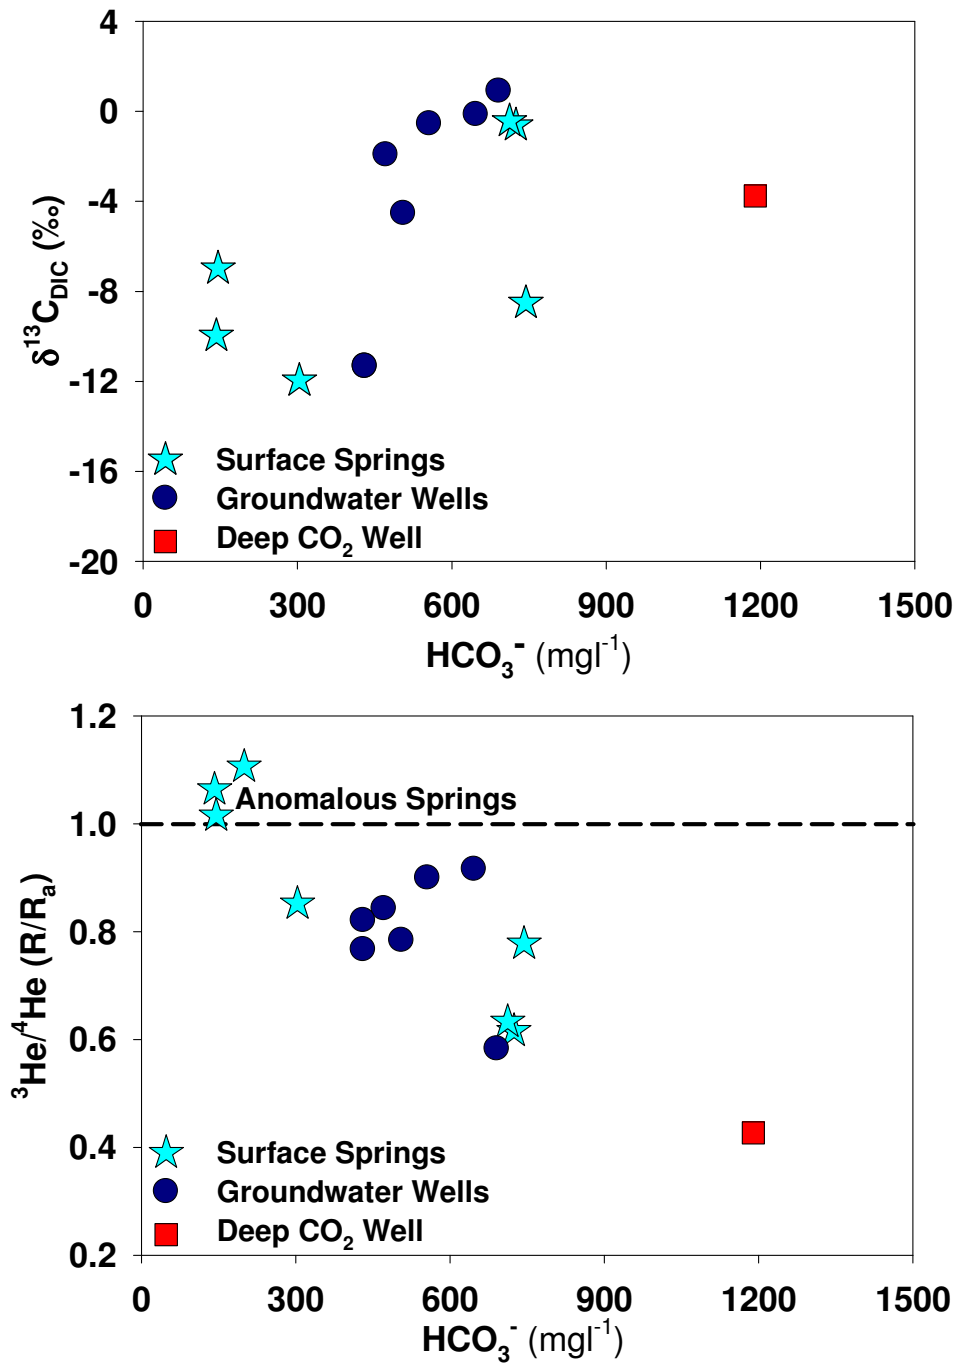 4
0
-4
-8
-12
-16
-20
δ¹³C_DIC (‰)
Surface Springs
Groundwater Wells
Deep CO₂ Well
0 300 600 900 1200 1500
HCO₃⁻ (mgl⁻¹)
1.2
1.0
0.8
0.6
0.4
0.2
³He/⁴He (R/Rₐ)
Anomalous Springs
Surface Springs
Groundwater Wells
Deep CO₂ Well
0 300 600 900 1200 1500
HCO₃⁻ (mgl⁻¹)